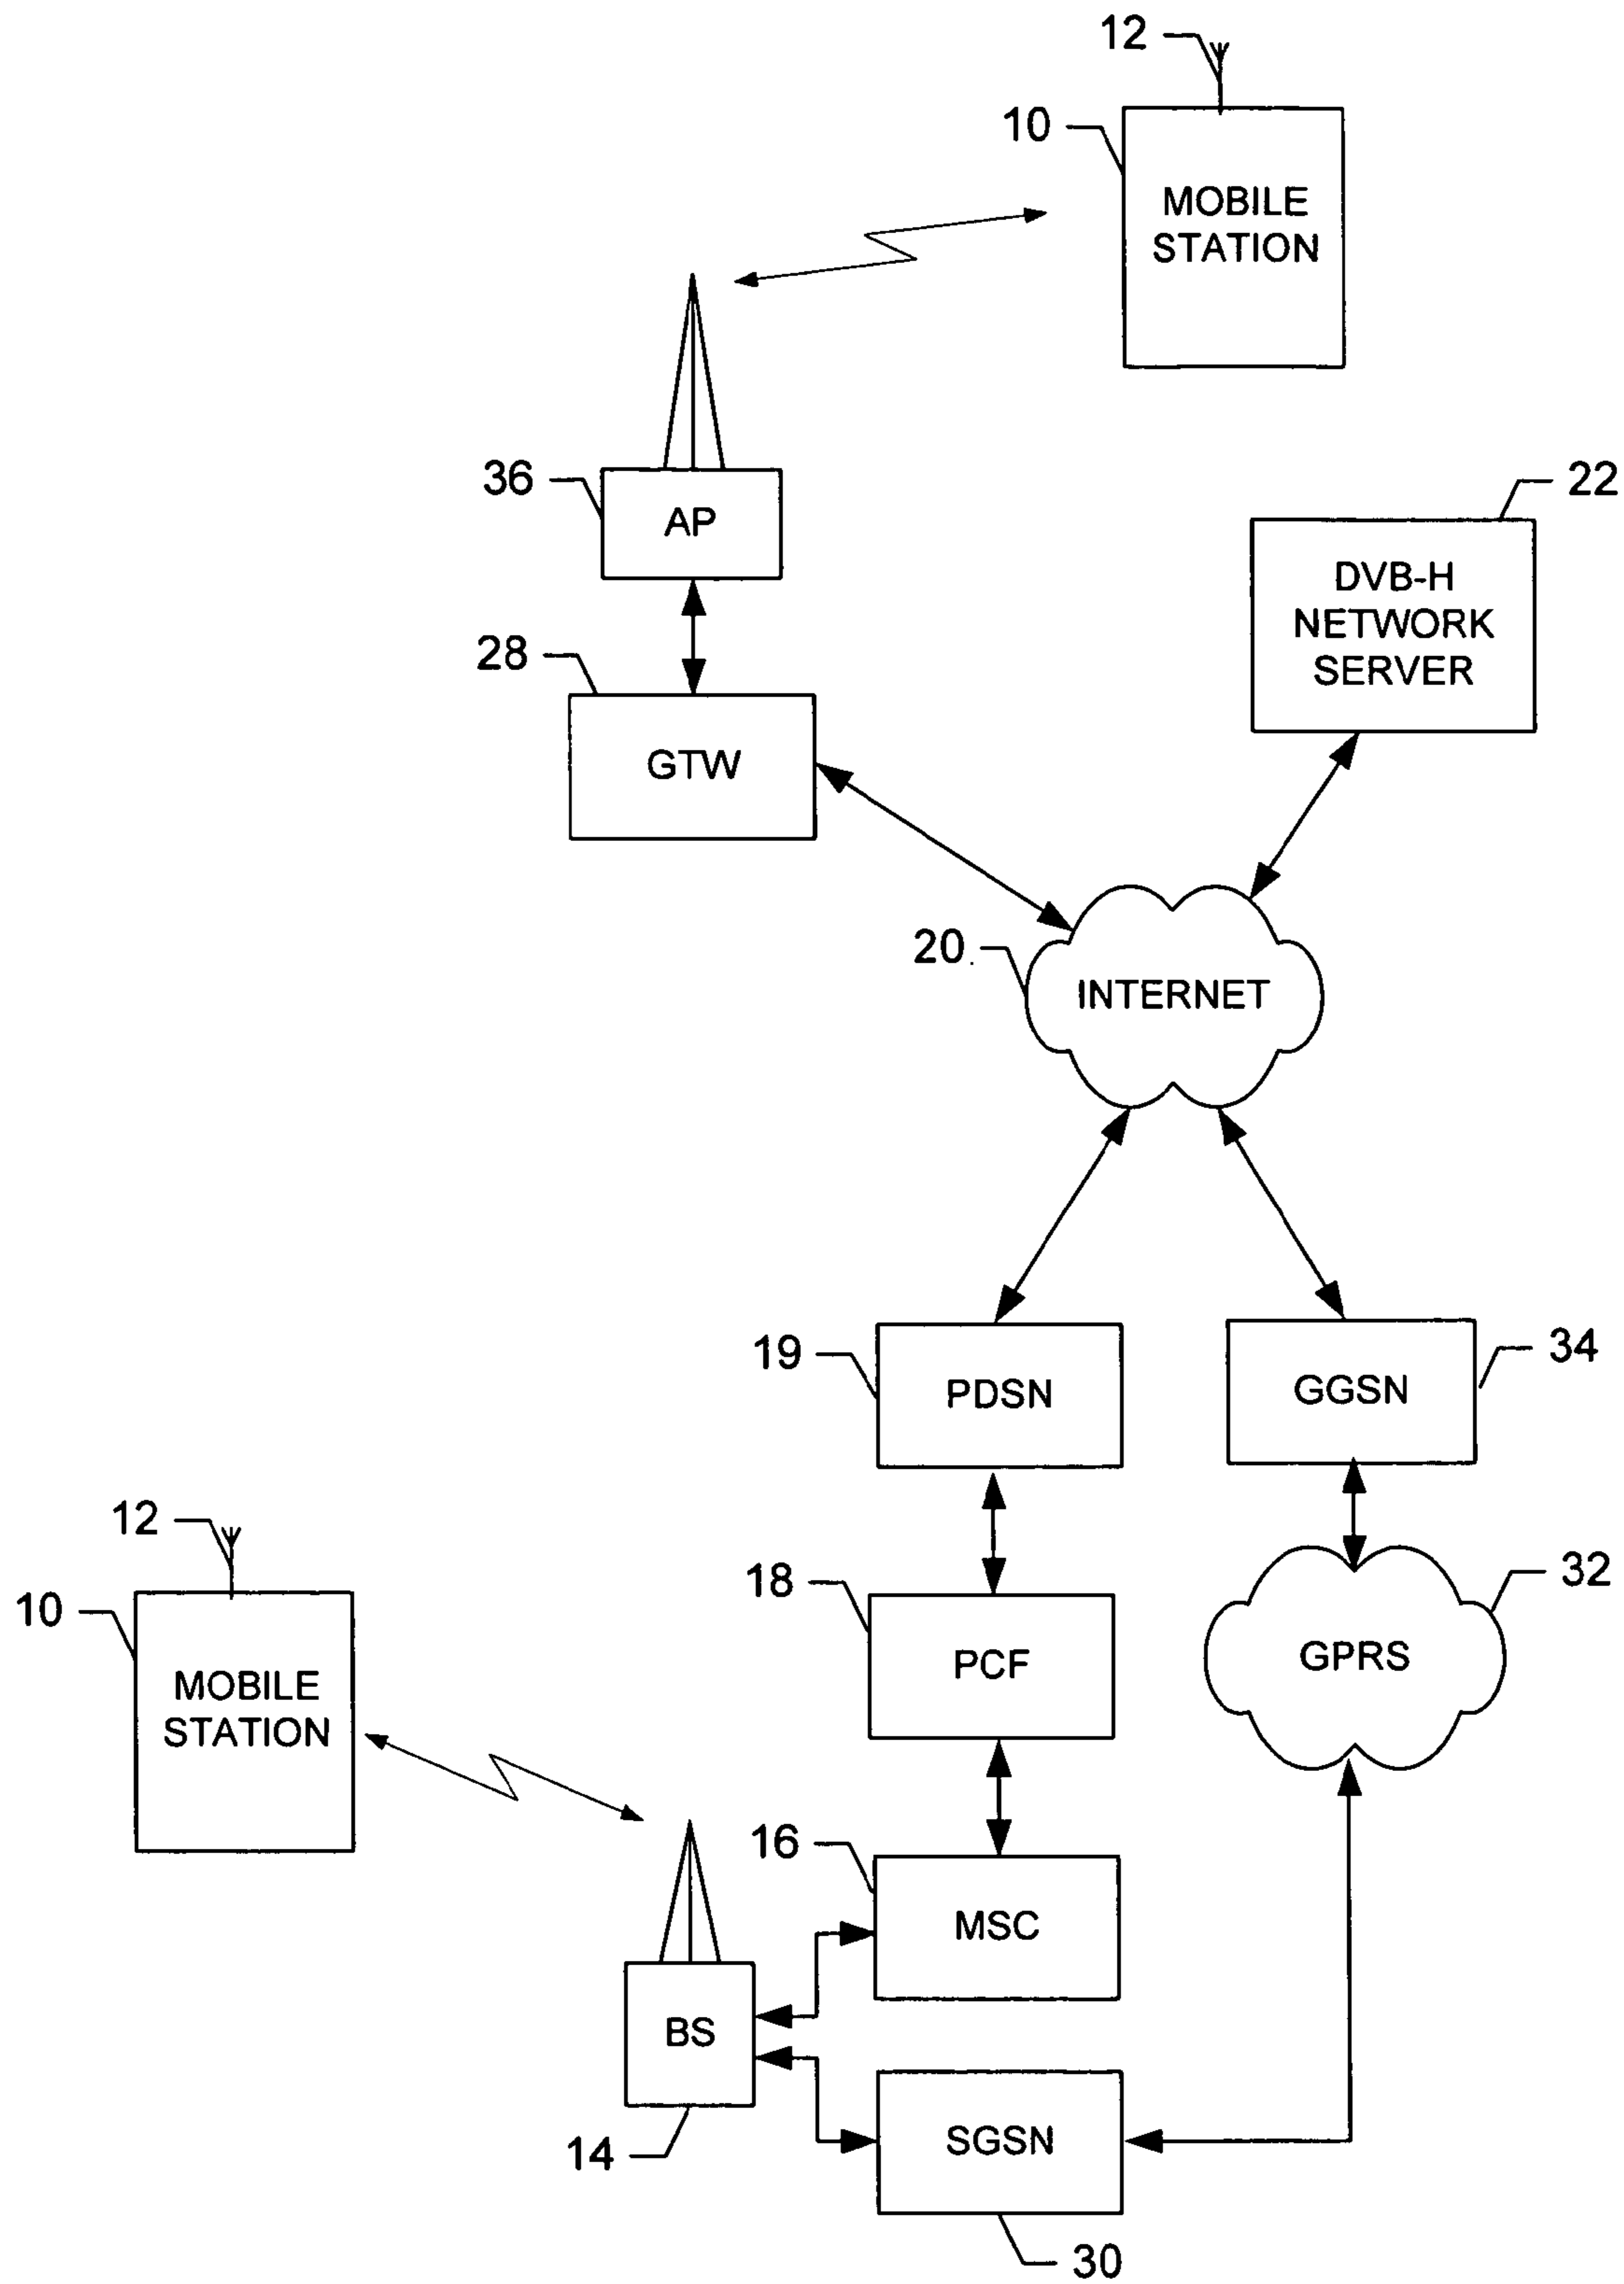 12
10
MOBILE
STATION
36
AP
22
DVB-H
NETWORK
SERVER
28
GTW
20
INTERNET
19
PDSN
34
GGSN
12
10
MOBILE
STATION
18
PCF
32
GPRS
16
MSC
BS
14
SGSN
30